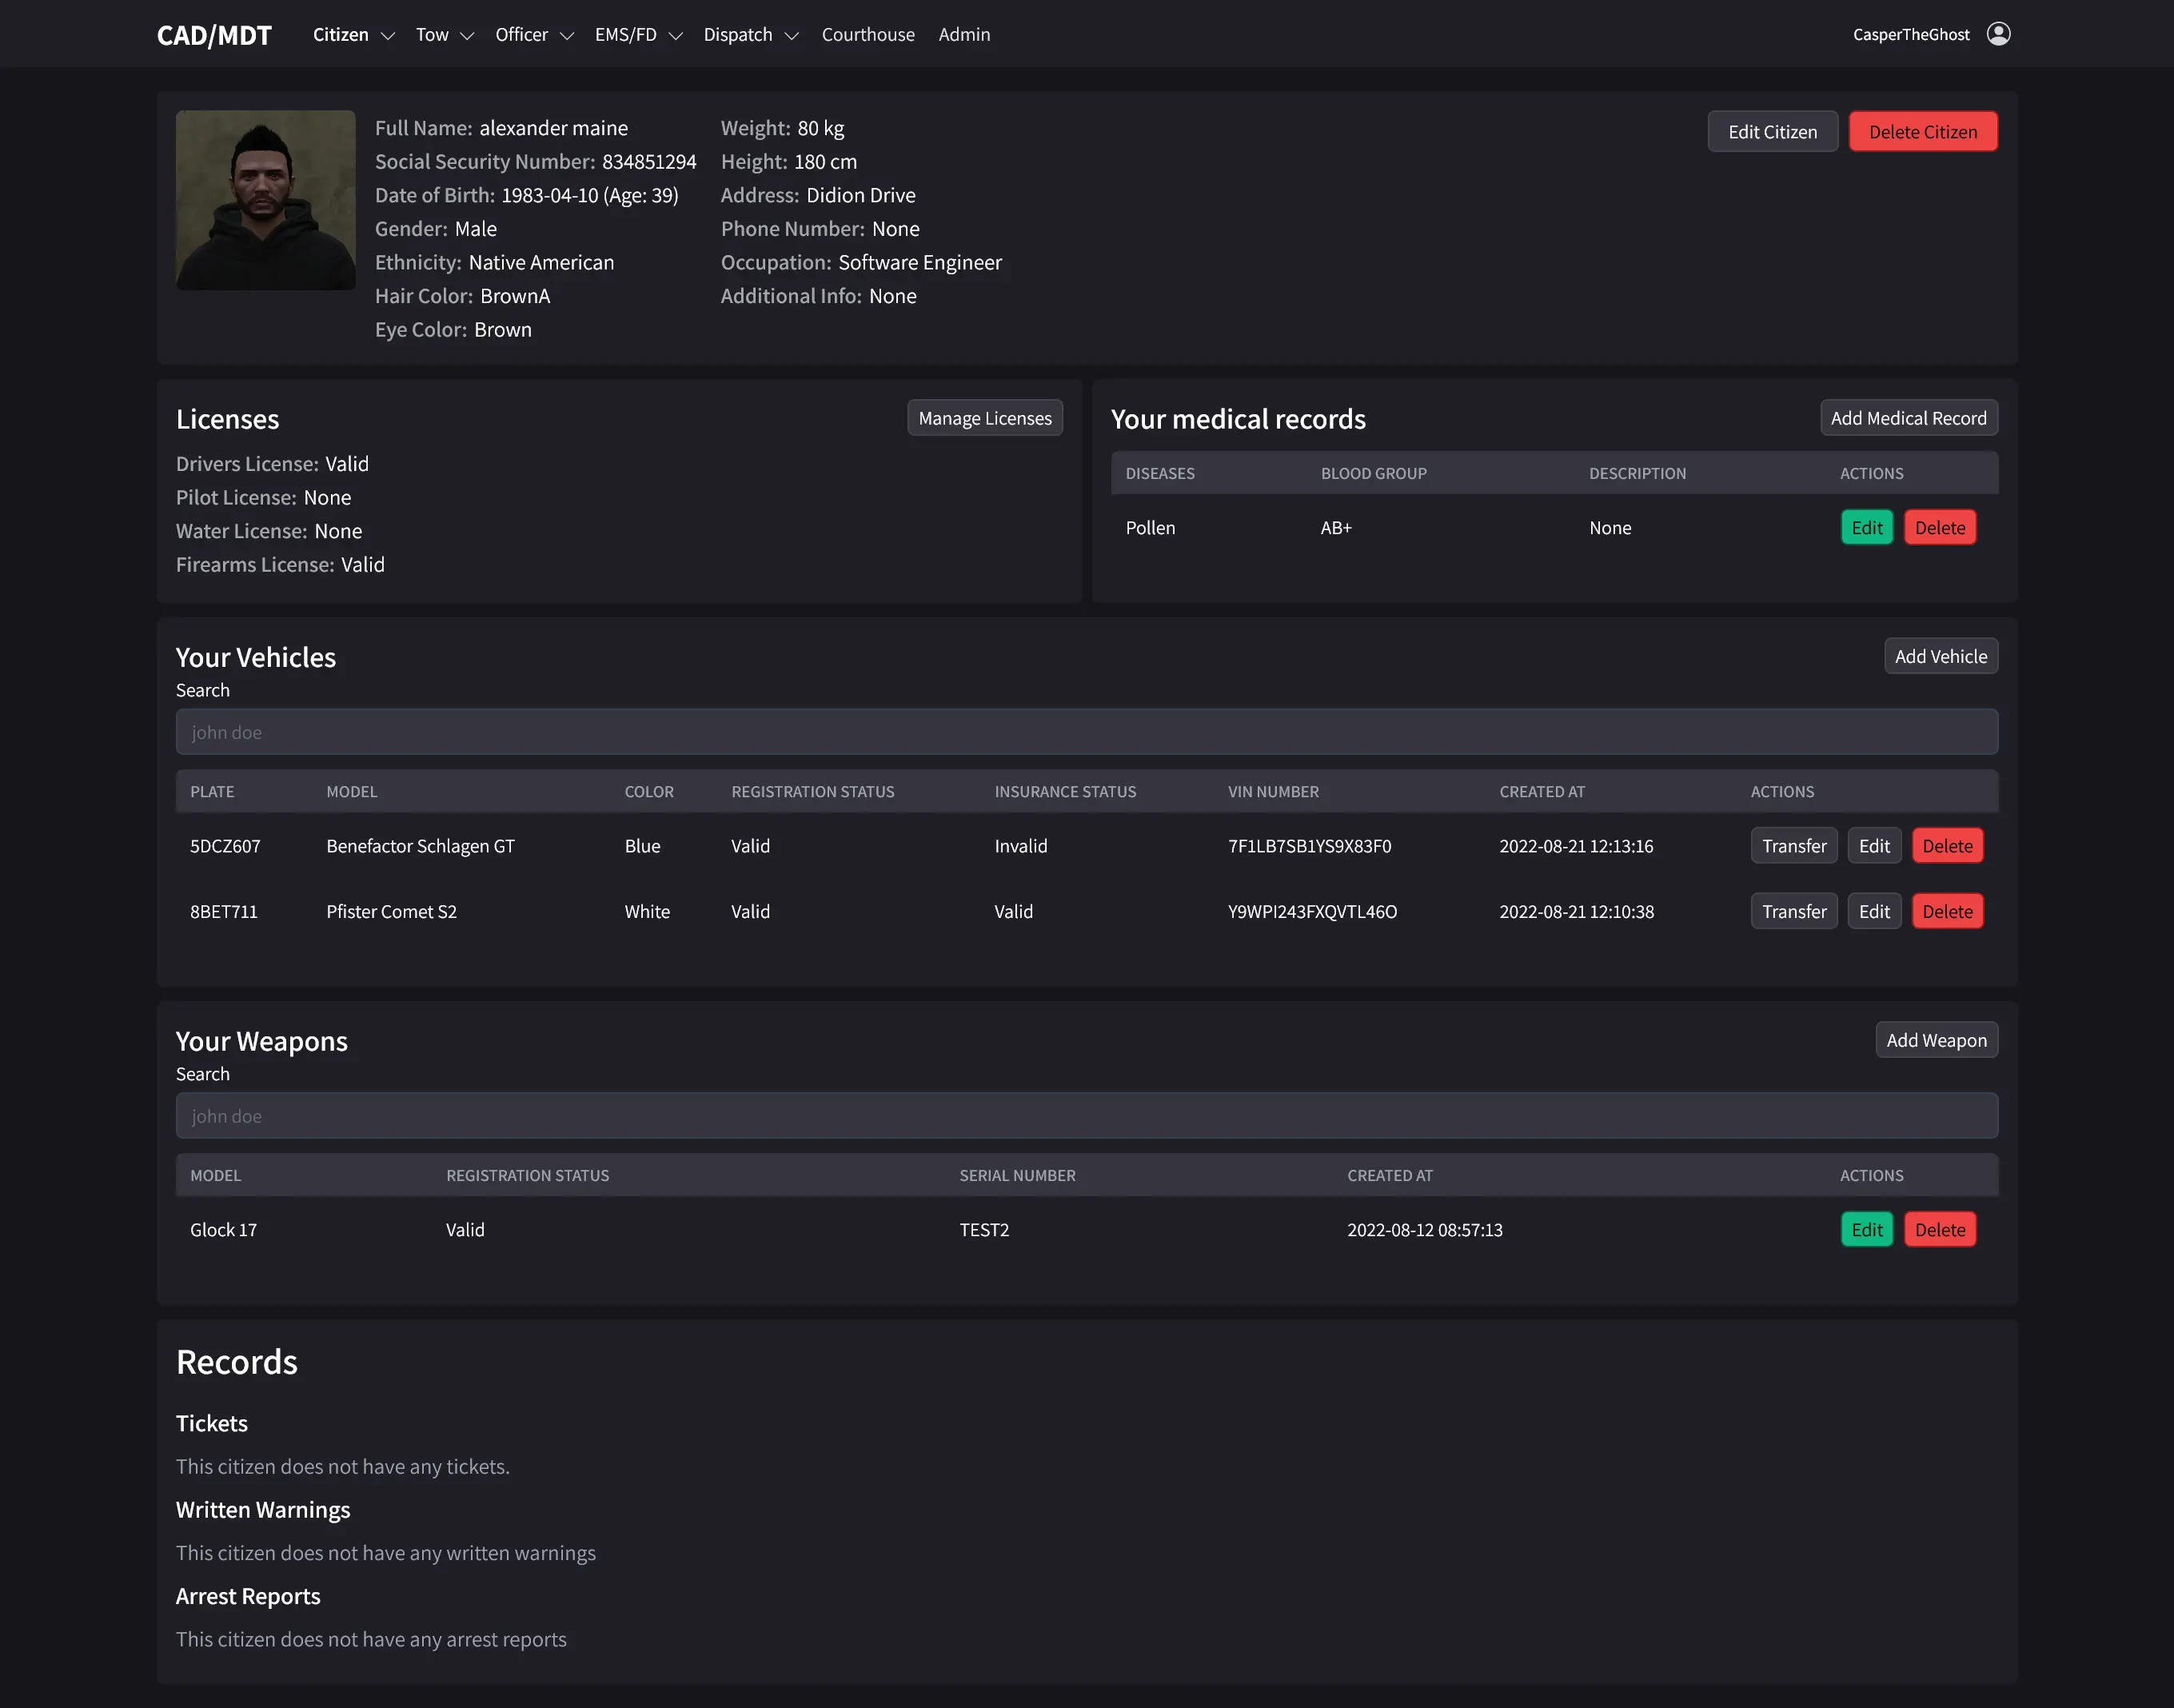 CAD/MDT Citizen Tow Officer EMS/FD Dispatch Courthouse Admin CasperTheGhost
Full Name: alexander maine
Social Security Number: 834851294
Date of Birth: 1983-04-10 (Age: 39)
Gender: Male
Ethnicity: Native American
Hair Color: BrownA
Eye Color: Brown
Weight: 80 kg
Height: 180 cm
Address: Didion Drive
Phone Number: None
Occupation: Software Engineer
Additional Info: None
Edit Citizen Delete Citizen
Licenses Manage Licenses
Drivers License: Valid
Pilot License: None
Water License: None
Firearms License: Valid
Your medical records Add Medical Record
DISEASES BLOOD GROUP DESCRIPTION ACTIONS
Pollen AB+ None Edit Delete
Your Vehicles Add Vehicle
Search
john doe
PLATE MODEL COLOR REGISTRATION STATUS INSURANCE STATUS VIN NUMBER CREATED AT ACTIONS
5DCZ607 Benefactor Schlagen GT Blue Valid Invalid 7F1LB7SB1YS9X83F0 2022-08-21 12:13:16 Transfer Edit Delete
8BET711 Pfister Comet S2 White Valid Valid Y9WPI243FXQVTL46O 2022-08-21 12:10:38 Transfer Edit Delete
Your Weapons Add Weapon
Search
john doe
MODEL REGISTRATION STATUS SERIAL NUMBER CREATED AT ACTIONS
Glock 17 Valid TEST2 2022-08-12 08:57:13 Edit Delete
Records
Tickets
This citizen does not have any tickets.
Written Warnings
This citizen does not have any written warnings
Arrest Reports
This citizen does not have any arrest reports